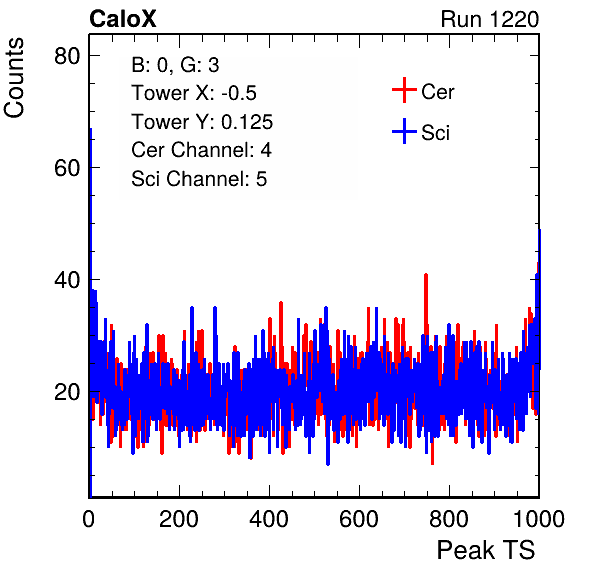 CaloX Run 1220
Counts
80
60
40
20
B: 0, G: 3
Tower X: -0.5
Tower Y: 0.125
Cer Channel: 4
Sci Channel: 5
Cer
Sci
0 200 400 600 800 1000
Peak TS